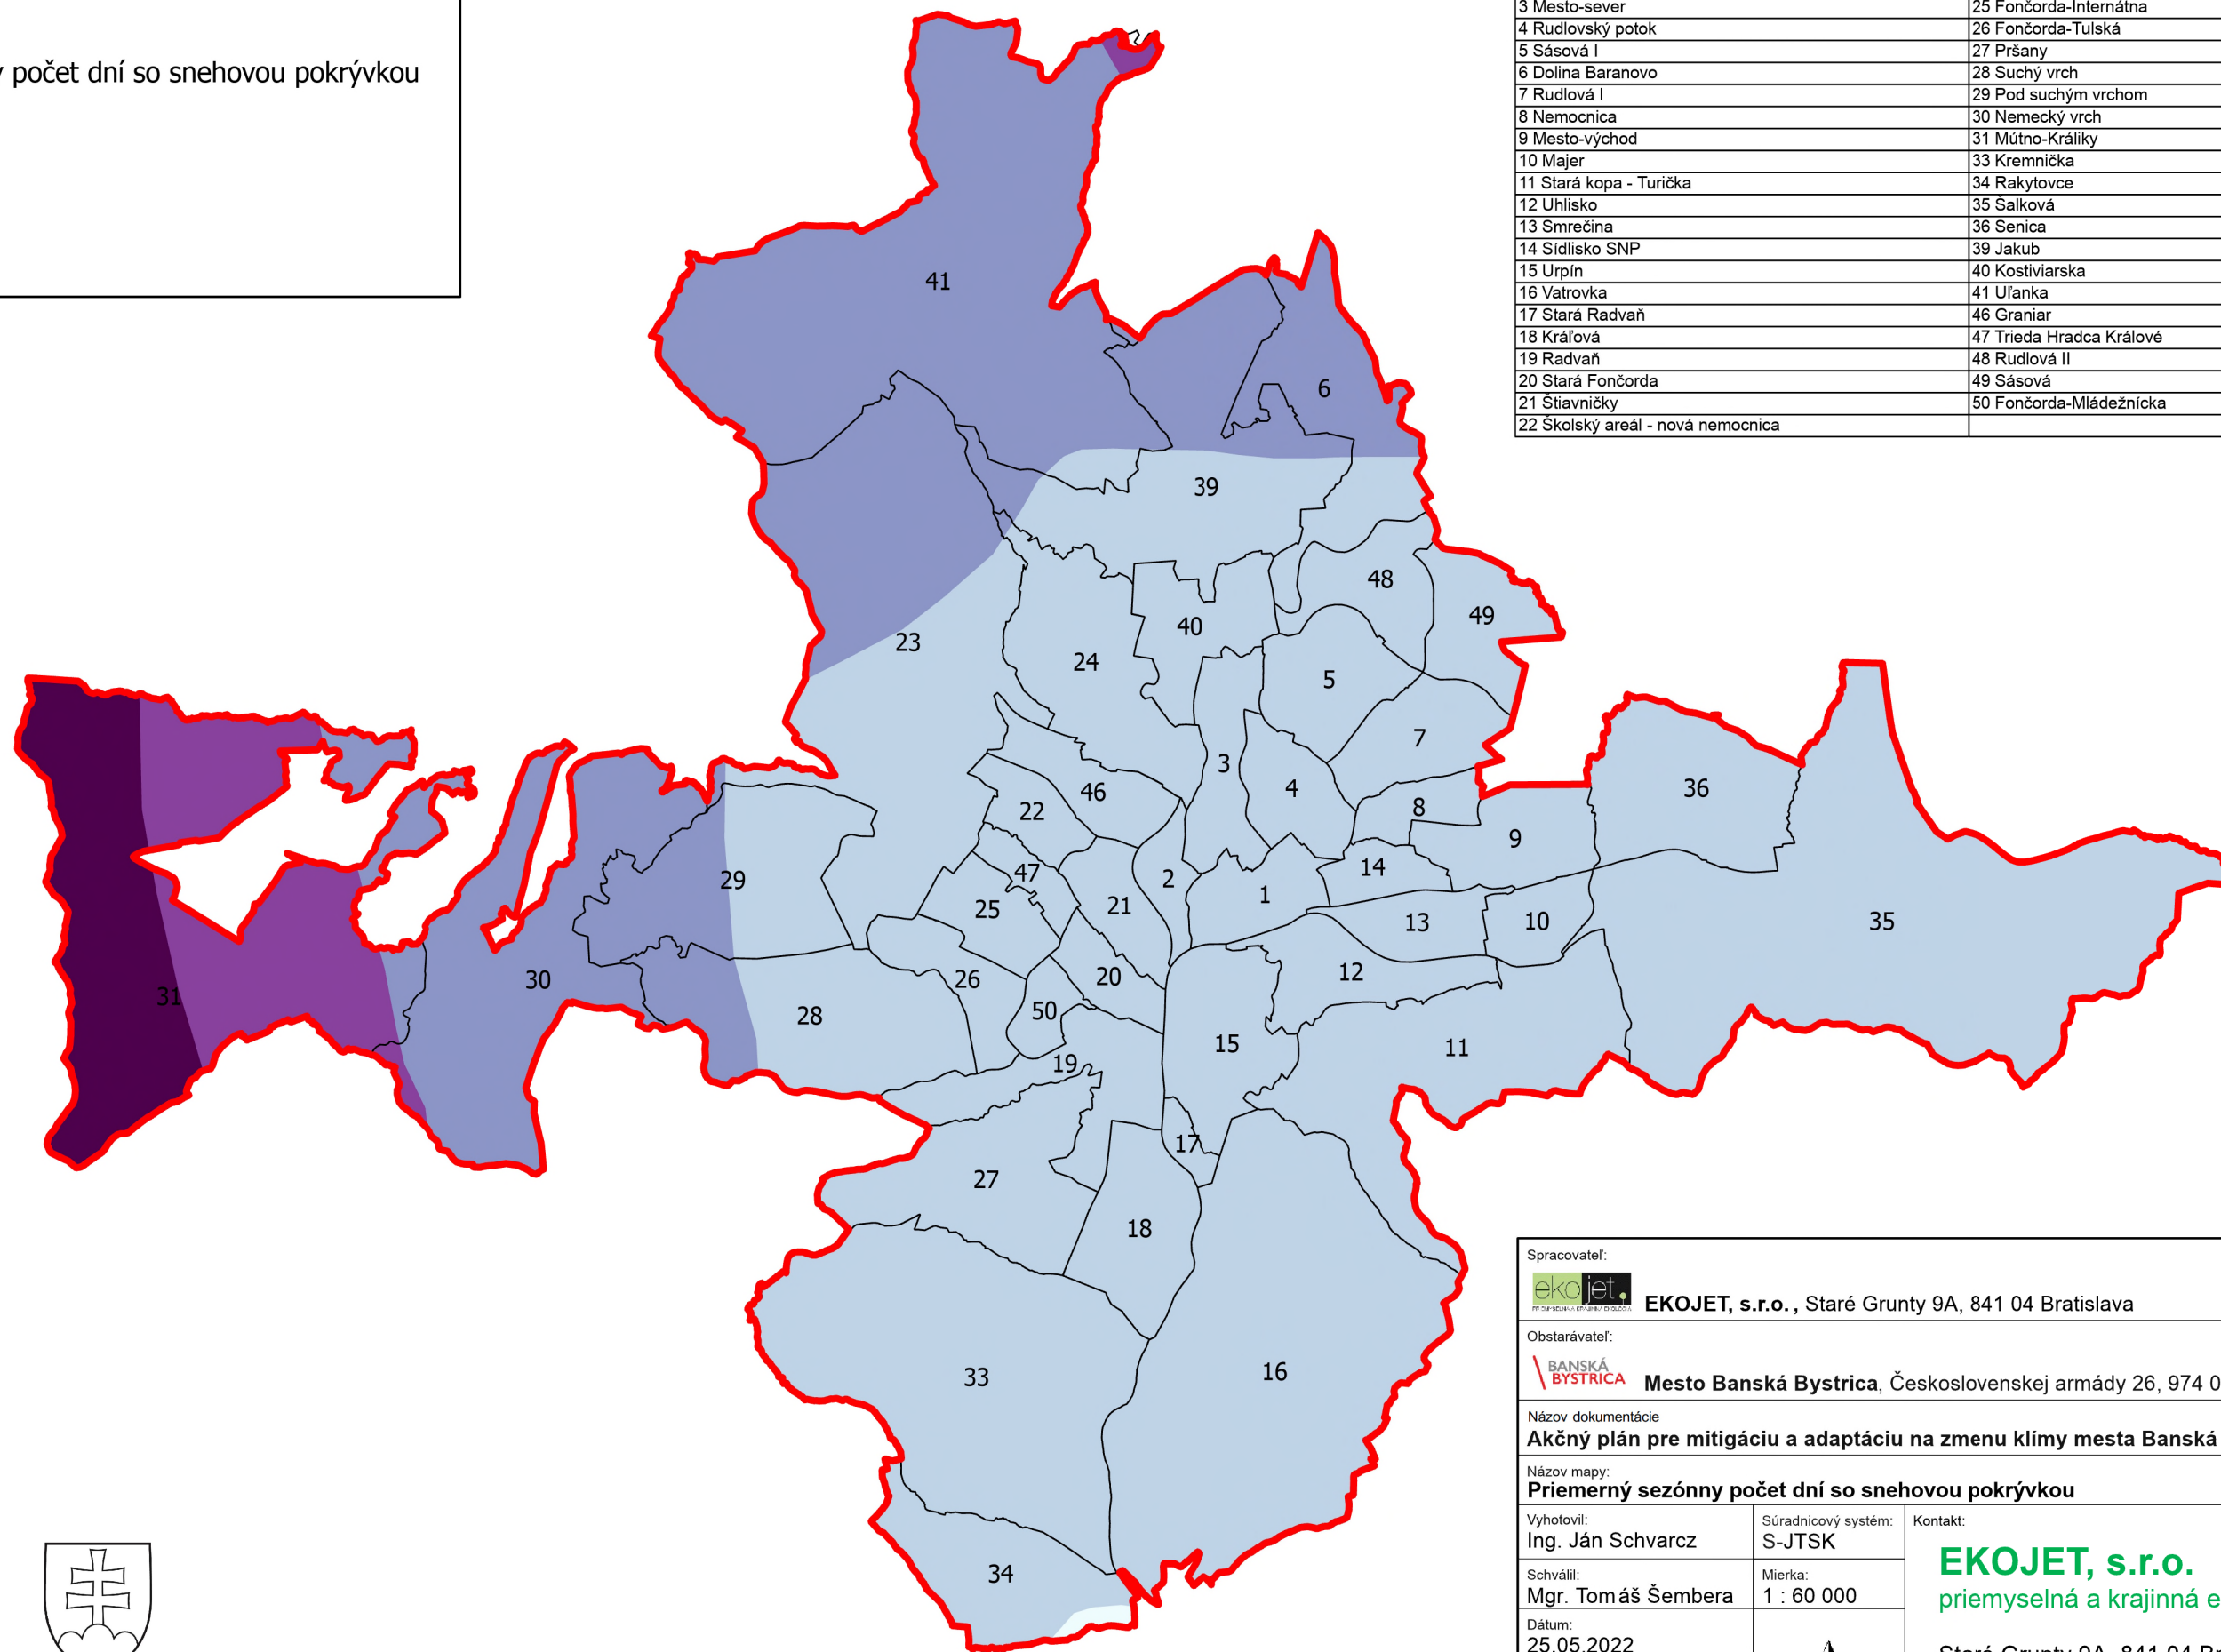 počet dní so snehovou pokrývkou
3 Mesto-sever
25 Fončorda-Internátna
4 Rudlovský potok
26 Fončorda-Tulská
5 Sásová I
27 Pršany
6 Dolina Baranovo
28 Suchý vrch
7 Rudlová I
29 Pod suchým vrchom
8 Nemocnica
30 Nemecký vrch
9 Mesto-východ
31 Mútno-Králiky
10 Majer
33 Kremnička
11 Stará kopa - Turička
34 Rakytovce
12 Uhlisko
35 Šalková
13 Smrečina
36 Senica
14 Sídlisko SNP
39 Jakub
15 Urpín
40 Kostiviarska
16 Vatrovka
41 Uľanka
17 Stará Radvaň
46 Graniar
18 Kráľová
47 Trieda Hradca Králové
19 Radvaň
48 Rudlová II
20 Stará Fončorda
49 Sásová
21 Štiavničky
50 Fončorda-Mládežnícka
22 Školský areál - nová nemocnica
41
6
39
48
49
40
23
24
5
7
3
4
36
46
22
8
9
14
47
29
2
1
25
21
13
10
35
12
26
20
30
31
50
28
15
11
19
17
27
18
33
16
34
Spracovateľ:
ekojet.
EKOJET, s.r.o., Staré Grunty 9A, 841 04 Bratislava
Obstarávateľ:
BANSKÁ
BYSTRICA
Mesto Banská Bystrica, Československej armády 26, 974 0
Názov dokumentácie
Akčný plán pre mitigáciu a adaptáciu na zmenu klímy mesta Banská
Názov mapy:
Priemerný sezónny počet dní so snehovou pokrývkou
Vyhotovil:
Ing. Ján Schvarcz
Súradnicový systém:
S-JTSK
Kontakt:
EKOJET, s.r.o.
priemyselná a krajinná e
Schválil:
Mgr. Tomáš Šembera
Mierka:
1 : 60 000
Dátum:
25.05.2022
Staré Grunty 9A, 841 04 Br